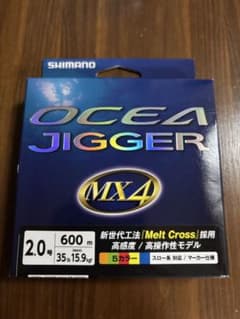 SHIMANO
OCEA
JIGGER
MX4
新世代工法「Melt Cross」採用
高感度 / 高操作性モデル
2.0号
600m
35lb 15.9kg
5カラー
スロー系 対応 / マーカー仕様